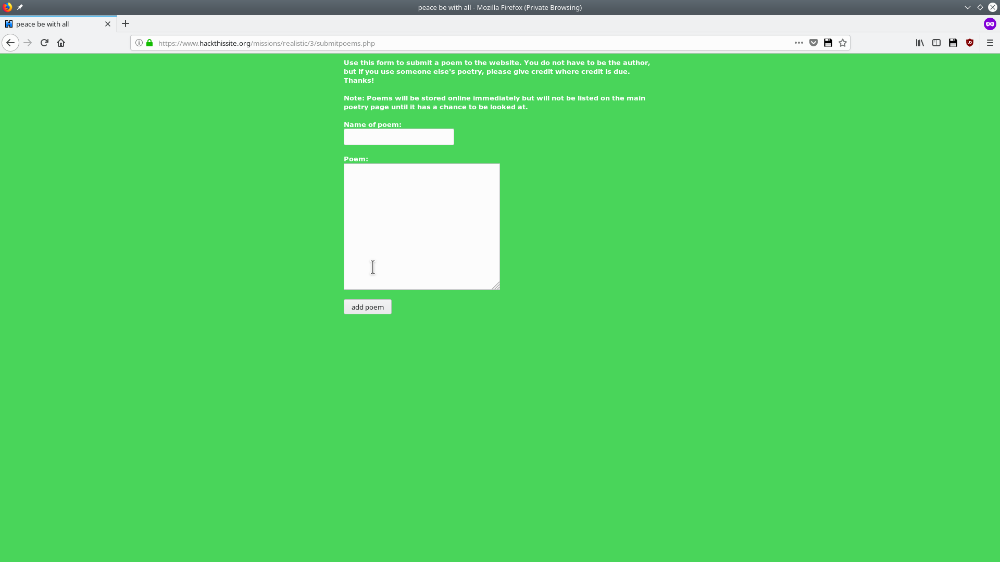 peace be with all - Mozilla Firefox (Private Browsing)
peace be with all
https://www.hackthissite.org/missions/realistic/3/submitpoems.php
Use this form to submit a poem to the website. You do not have to be the author,
but if you use someone else's poetry, please give credit where credit is due.
Thanks!
Note: Poems will be stored online immediately but will not be listed on the main
poetry page until it has a chance to be looked at.
Name of poem:
Poem:
add poem